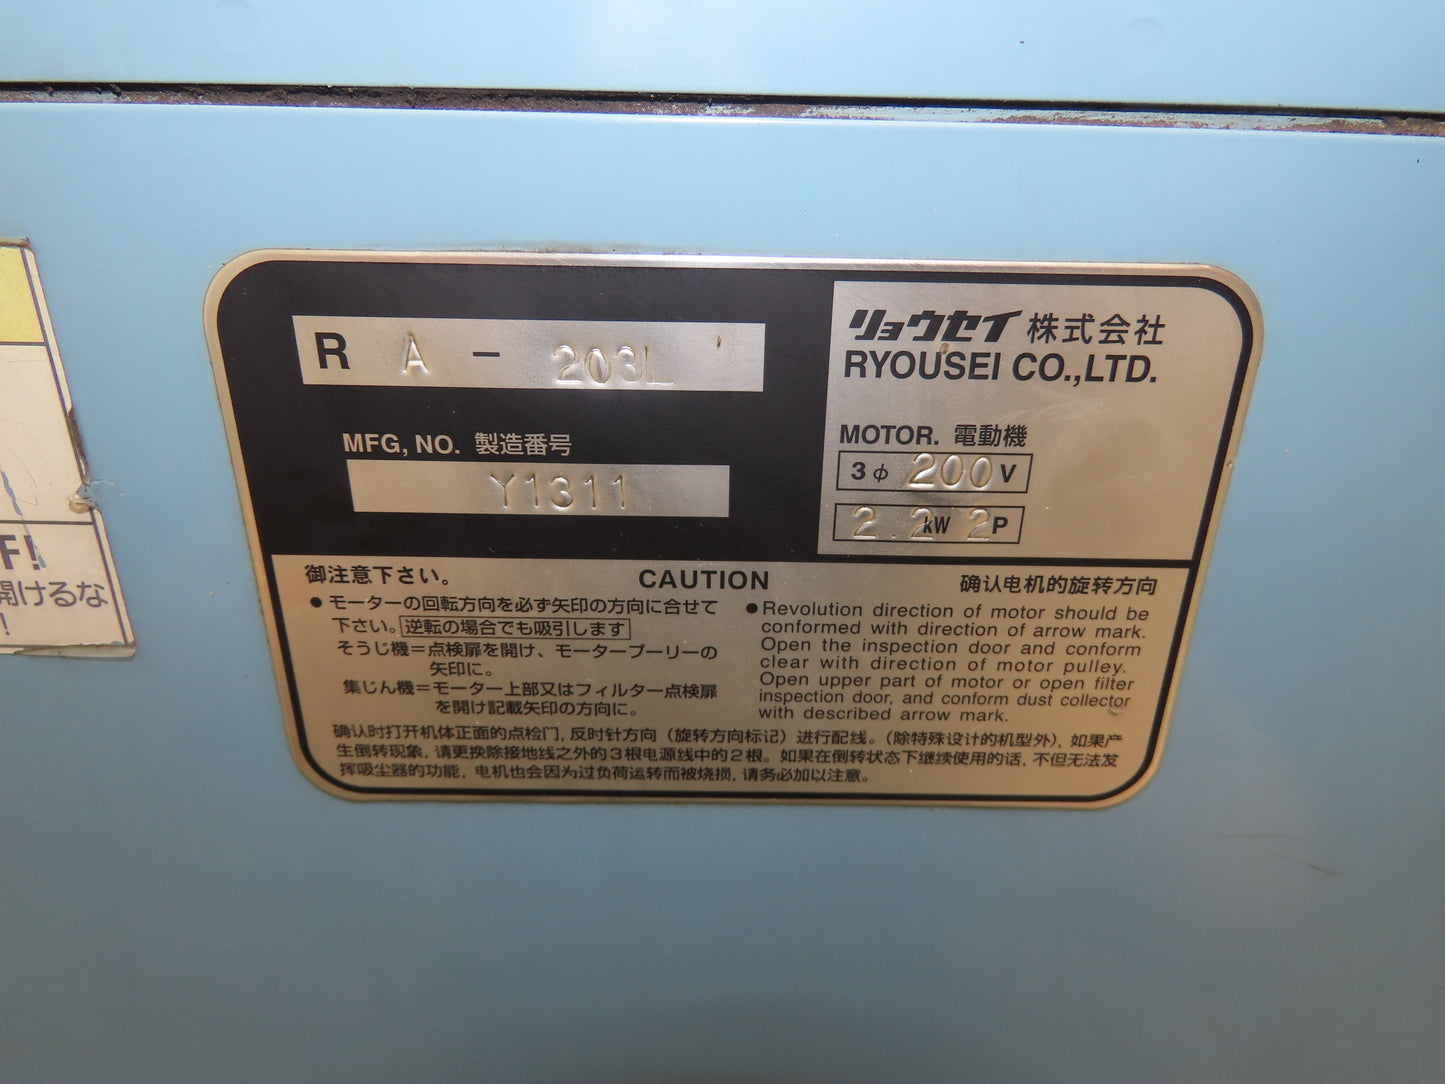 R A - 203L
MFG, NO. 製造番号
Y1311
リョウセイ 株式会社
RYOUSEI CO.,LTD.
MOTOR. 電動機
3 φ 200 V
2.2 kW 2 P
御注意下さい。
CAUTION
确认电机的旋转方向
● モーターの回転方向を必ず矢印の方向に合せて
下さい。逆転の場合でも吸引します
そうじ機=点検扉を開け、モータープーリーの
矢印に。
集じん機=モーター上部又はフィルター点検扉
を開け記載矢印の方向に。
● Revolution direction of motor should be
conformed with direction of arrow mark.
Open the inspection door and conform
clear with direction of motor pulley.
Open upper part of motor or open filter
inspection door, and conform dust collector
with described arrow mark.
确认时打开机体正面的点检门, 反时针方向 (旋转方向标记) 进行配线。(除特殊设计的机型外), 如果产
生倒转现象, 请更换除接地线之外的3根电源线中的2根。如果在倒转状态下继续使用的话, 不但无法发
挥吸尘器的功能, 电机也会因为过负荷运转而被烧损, 请务必加以注意。
F!
開けるな
!